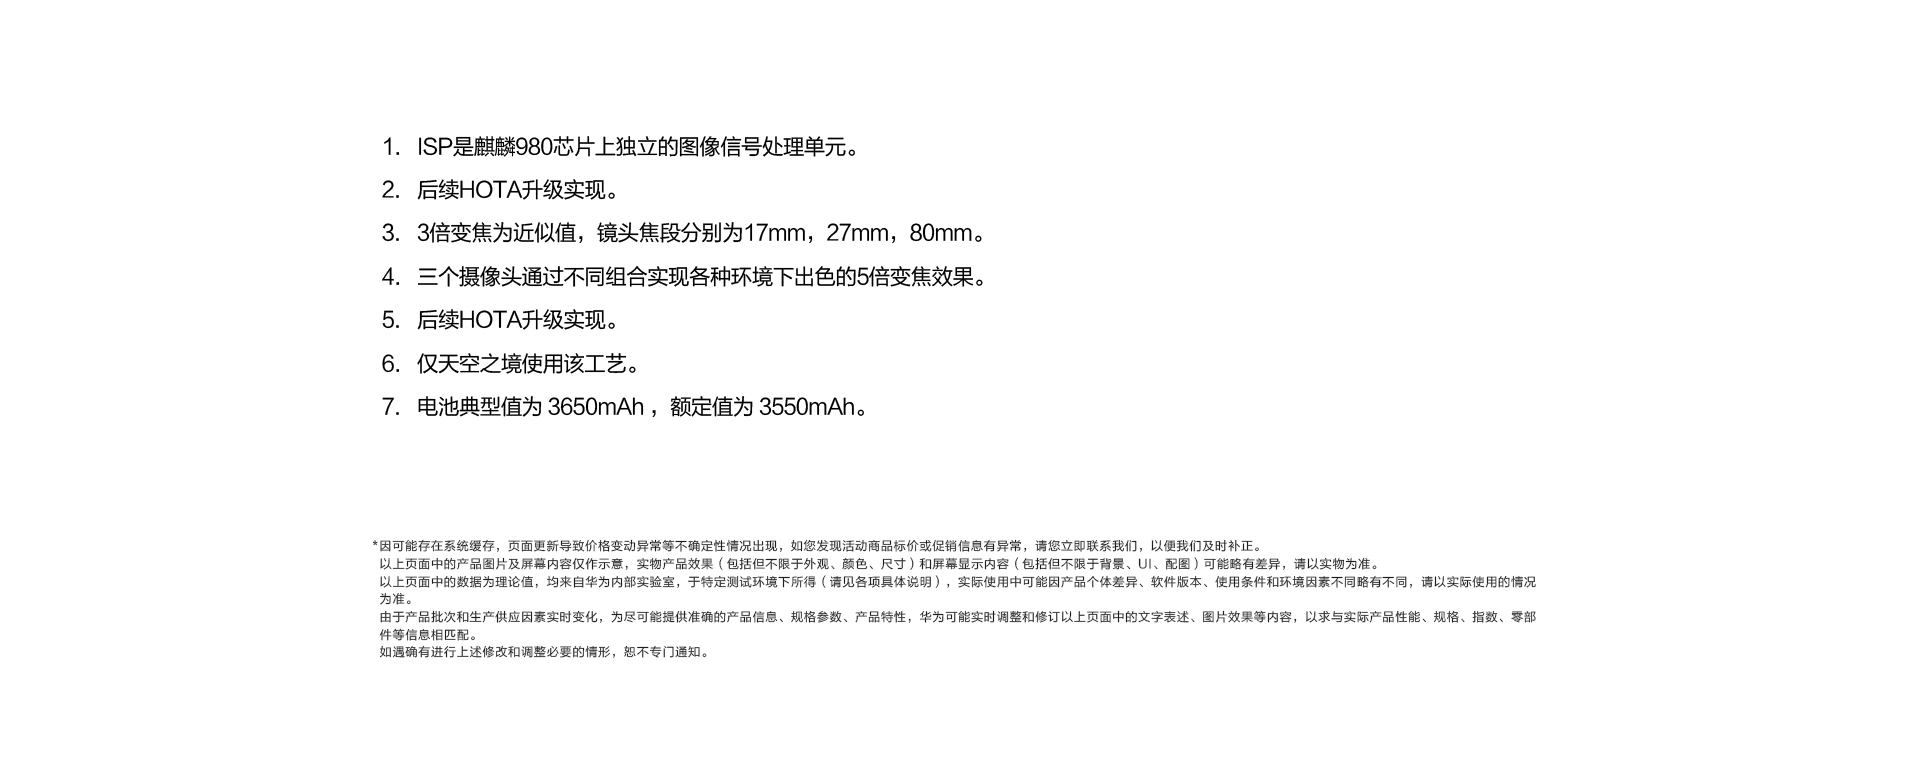 1. ISP是麒麟980芯片上独立的图像信号处理单元。
2. 后续HOTA升级实现。
3. 3倍变焦为近似值，镜头焦段分别为17mm，27mm，80mm。
4. 三个摄像头通过不同组合实现各种环境下出色的5倍变焦效果。
5. 后续HOTA升级实现。
6. 仅天空之境使用该工艺。
7. 电池典型值为 3650mAh ，额定值为 3550mAh。
*因可能存在系统缓存，页面更新导致价格变动异常等不确定性情况出现，如您发现活动商品标价或促销信息有异常，请您立即联系我们，以便我们及时补正。
以上页面中的产品图片及屏幕内容仅作示意，实物产品效果（包括但不限于外观、颜色、尺寸）和屏幕显示内容（包括但不限于背景、UI、配图）可能略有差异，请以实物为准。
以上页面中的数据为理论值，均来自华为内部实验室，于特定测试环境下所得（请见各项具体说明），实际使用中可能因产品个体差异、软件版本、使用条件和环境因素不同略有不同，请以实际使用的情况
为准。
由于产品批次和生产供应因素实时变化，为尽可能提供准确的产品信息、规格参数、产品特性，华为可能实时调整和修订以上页面中的文字表述、图片效果等内容，以求与实际产品性能、规格、指数、零部
件等信息相匹配。
如遇确有进行上述修改和调整必要的情形，恕不专门通知。